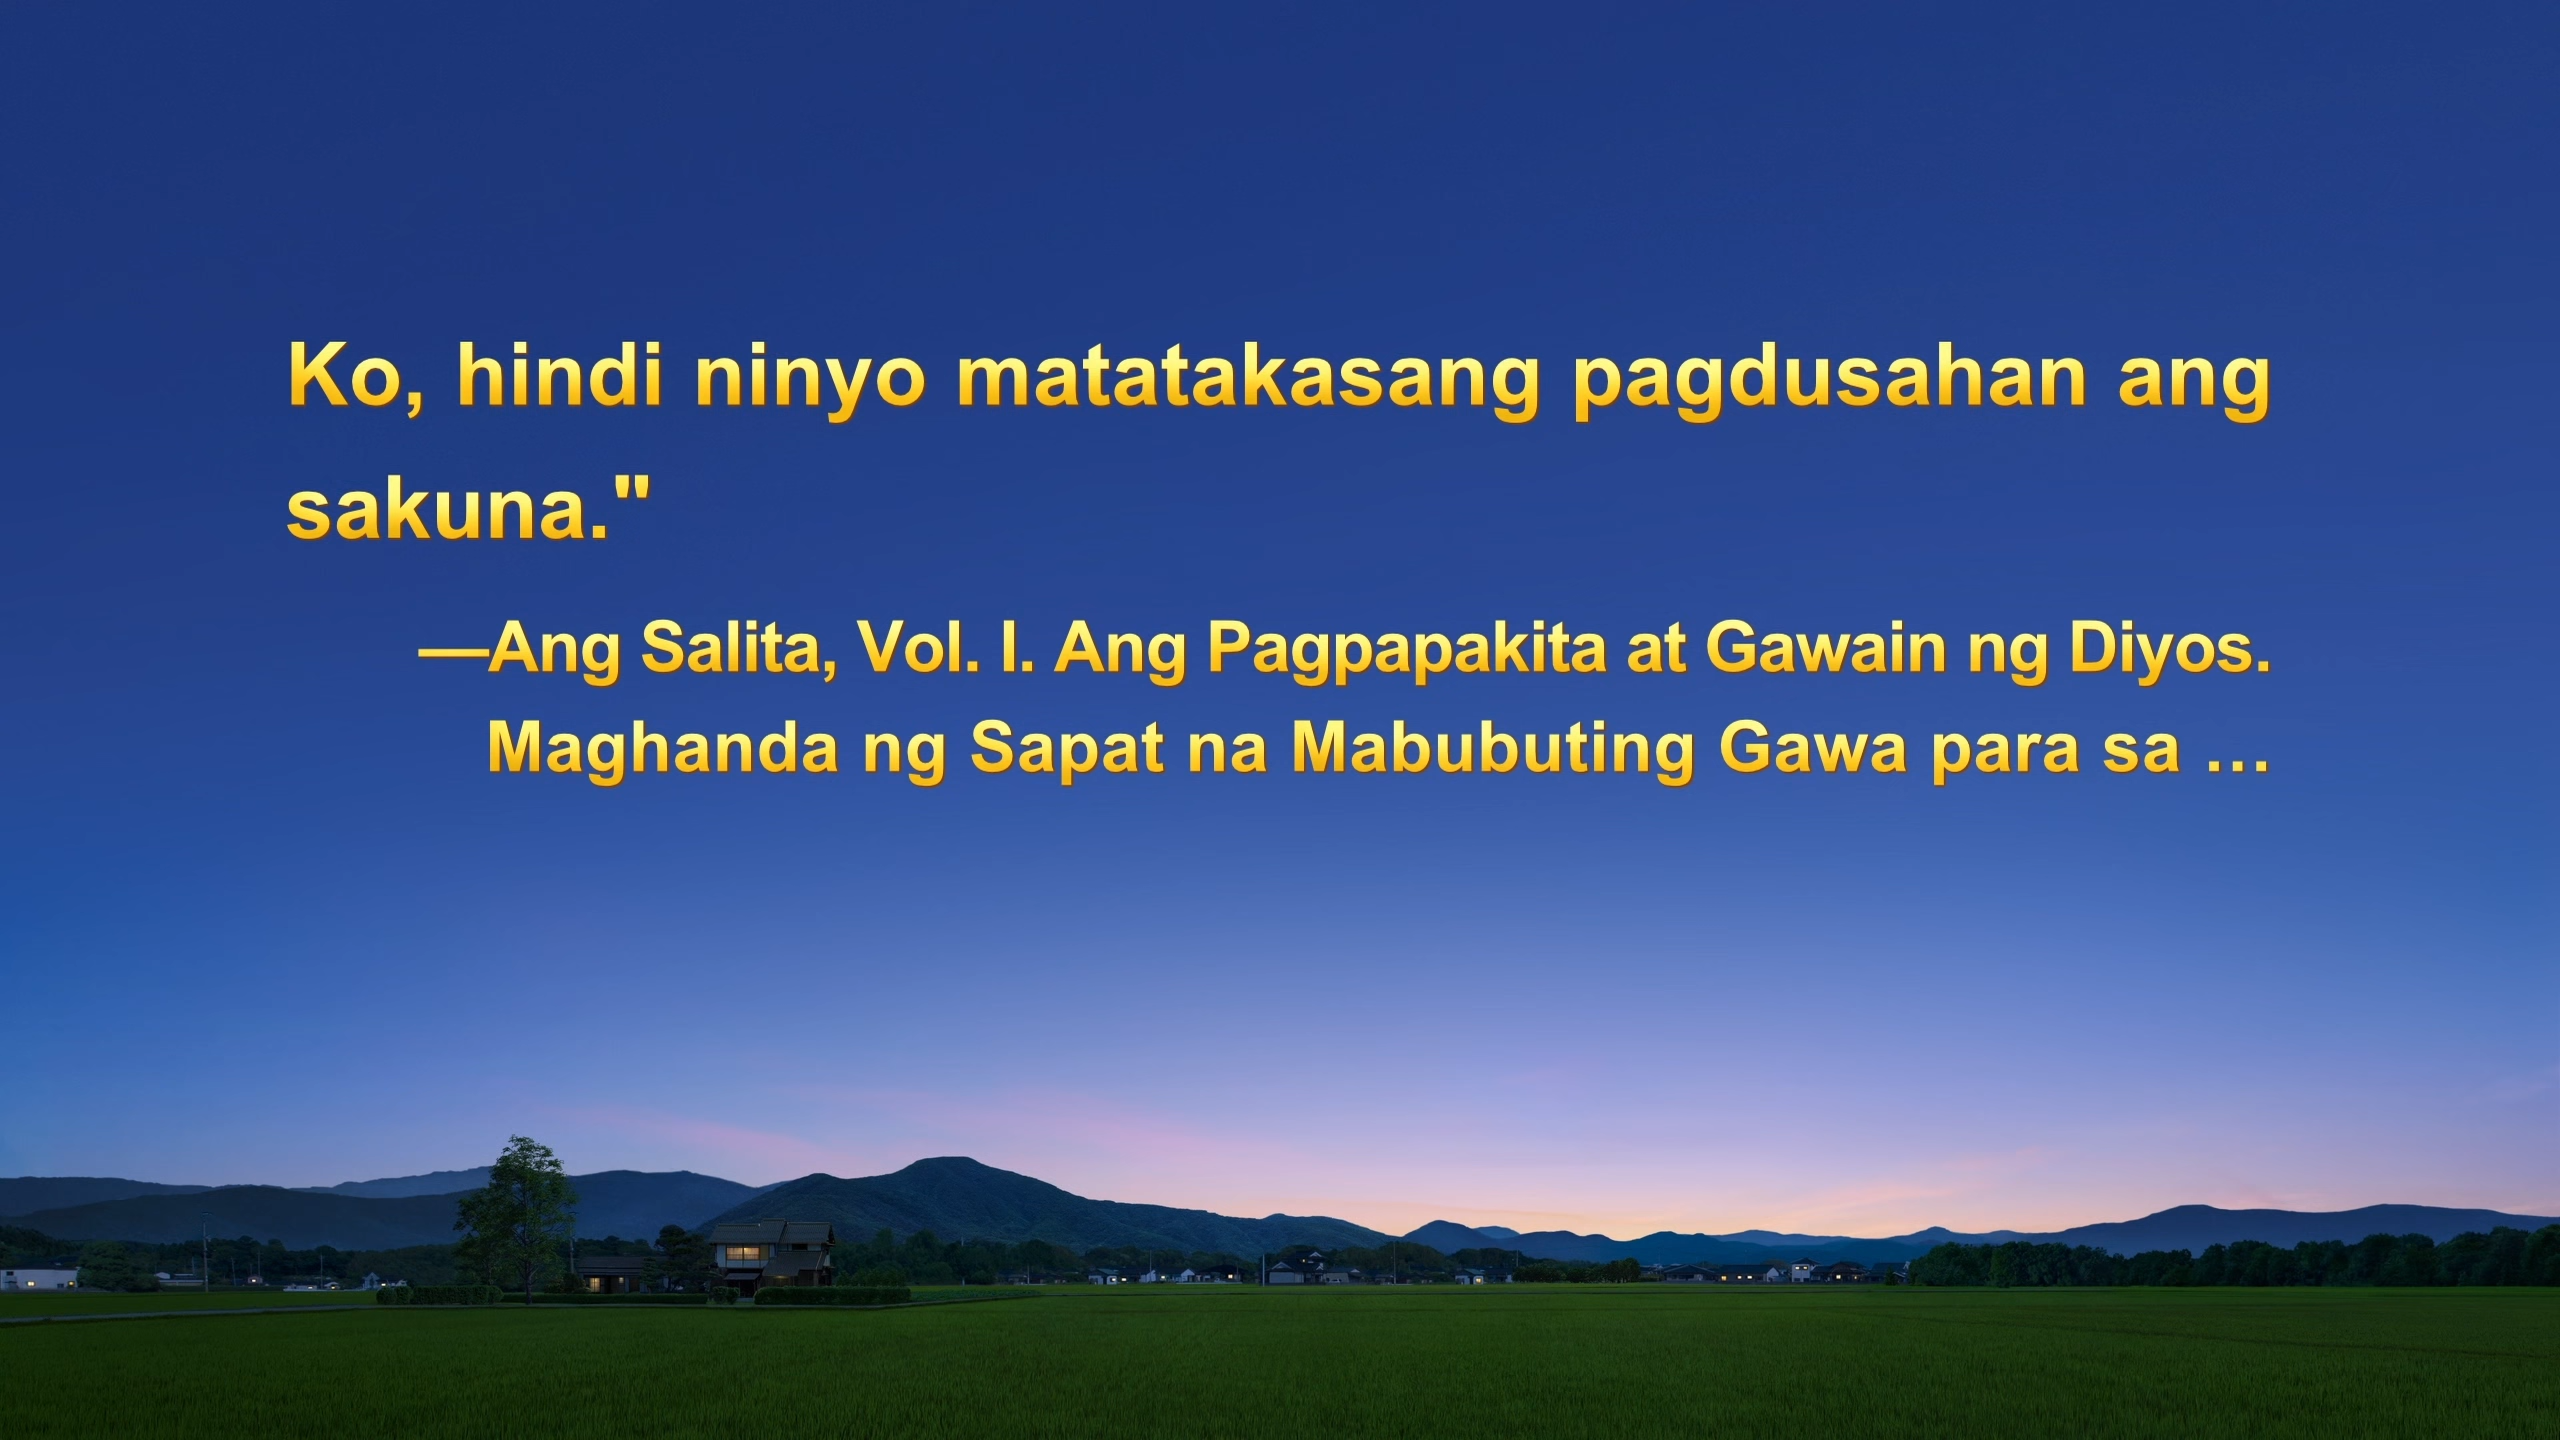 Ko, hindi ninyo matatakasang pagdusahan ang
sakuna."
—Ang Salita, Vol. I. Ang Pagpapakita at Gawain ng Diyos.
Maghanda ng Sapat na Mabubuting Gawa para sa …